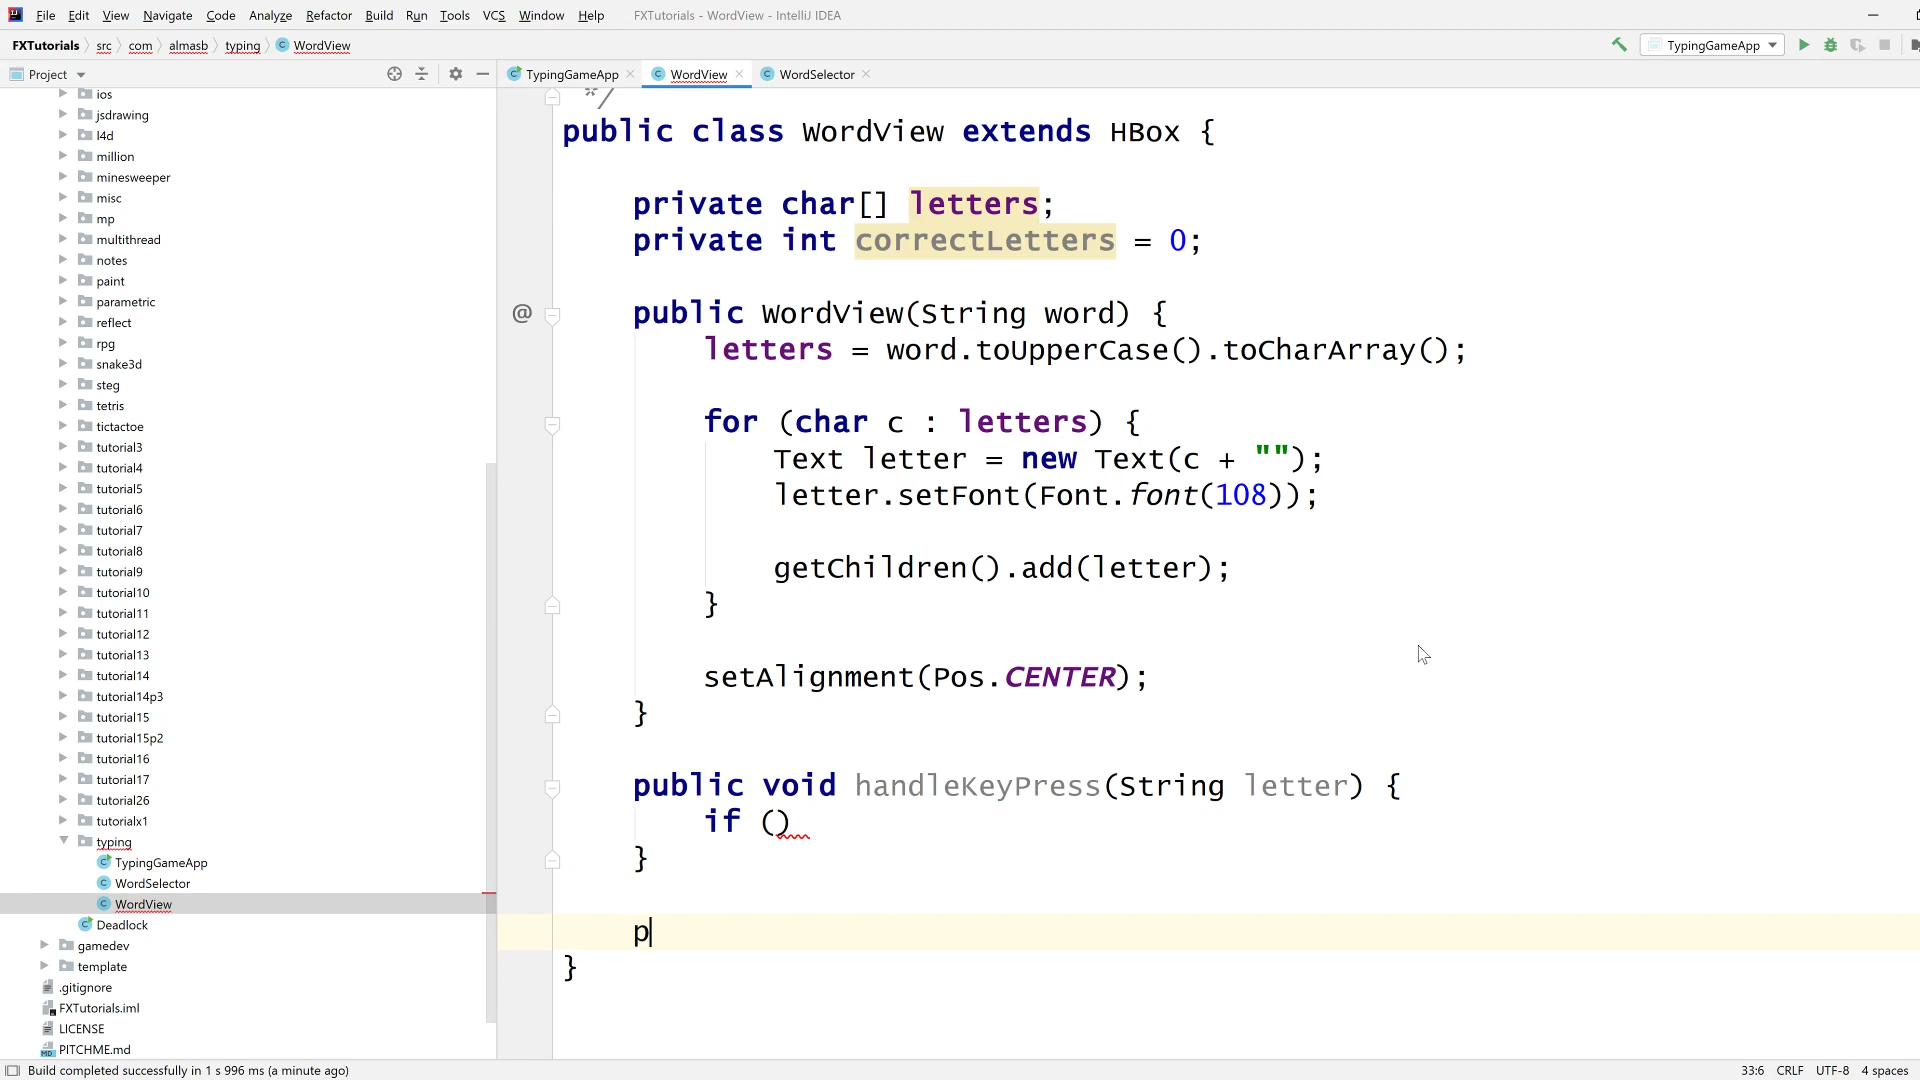 File Edit View Navigate Code Analyze Refactor Build Run Tools VCS Window Help FXTutorials - WordView - IntelliJ IDEA
FXTutorials src com almasb typing WordView TypingGameApp
Project TypingGameApp WordView WordSelector
ios
jsdrawing
l4d
million
minesweeper
misc
mp
multithread
notes
paint
parametric
reflect
rpg
snake3d
steg
tetris
tictactoe
tutorial3
tutorial4
tutorial5
tutorial6
tutorial7
tutorial8
tutorial9
tutorial10
tutorial11
tutorial12
tutorial13
tutorial14
tutorial14p3
tutorial15
tutorial15p2
tutorial16
tutorial17
tutorial26
tutorialx1
typing
TypingGameApp
WordSelector
WordView
Deadlock
gamedev
template
.gitignore
FXTutorials.iml
LICENSE
PITCHME.md
*/
public class WordView extends HBox {
private char[] letters;
private int correctLetters = 0;
@ public WordView(String word) {
letters = word.toUpperCase().toCharArray();
for (char c : letters) {
Text letter = new Text(c + "");
letter.setFont(Font.font(108));
getChildren().add(letter);
}
setAlignment(Pos.CENTER);
}
public void handleKeyPress(String letter) {
if ()
}
p
}
Build completed successfully in 1 s 996 ms (a minute ago) 33:6 CRLF UTF-8 4 spaces